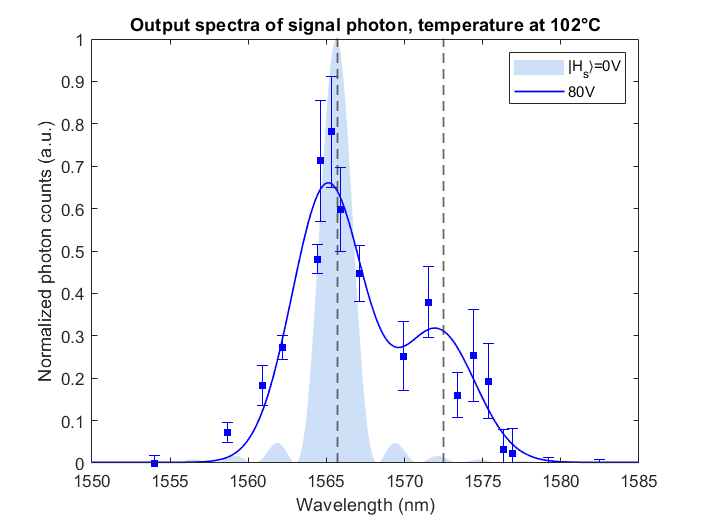 Output spectra of signal photon, temperature at 102°C
|Hₛ⟩=0V
80V
Normalized photon counts (a.u.)
1
0.9
0.8
0.7
0.6
0.5
0.4
0.3
0.2
0.1
0
1550 1555 1560 1565 1570 1575 1580 1585
Wavelength (nm)